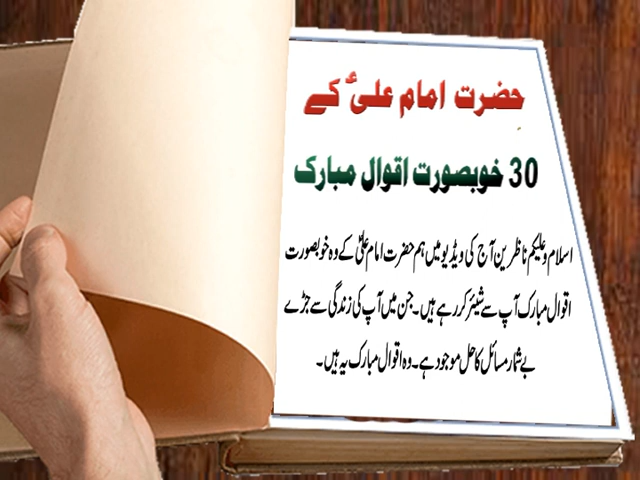 حضرت امام علیؑ کے
30 خوبصورت اقوال مبارک
اسلام و علیکم ناظرین آج کی ویڈیو میں ہم حضرت امام علیؑ کے وہ خوبصورت
اقوال مبارک آپ سے شیئر کر رہے ہیں۔ جن میں آپ کی زندگی سے جڑے
بے شمار مسائل کا حل موجود ہے۔ وہ اقوال مبارک یہ ہیں۔